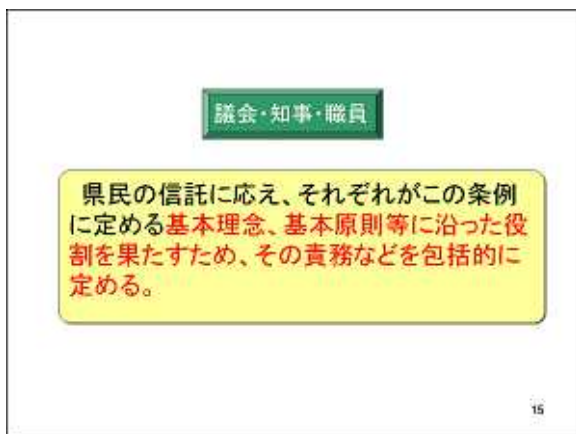 議会・知事・職員
県民の信託に応え、それぞれがこの条例
に定める基本理念、基本原則等に沿った役
割を果たすため、その責務などを包括的に
定める。
15